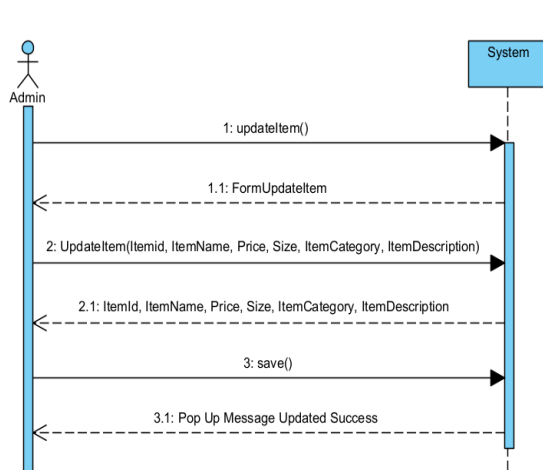 System
Admin
1: updateItem()
1.1: FormUpdateItem
2: UpdateItem(Itemid, ItemName, Price, Size, ItemCategory, ItemDescription)
2.1: ItemId, ItemName, Price, Size, ItemCategory, ItemDescription
3: save()
3.1: Pop Up Message Updated Success